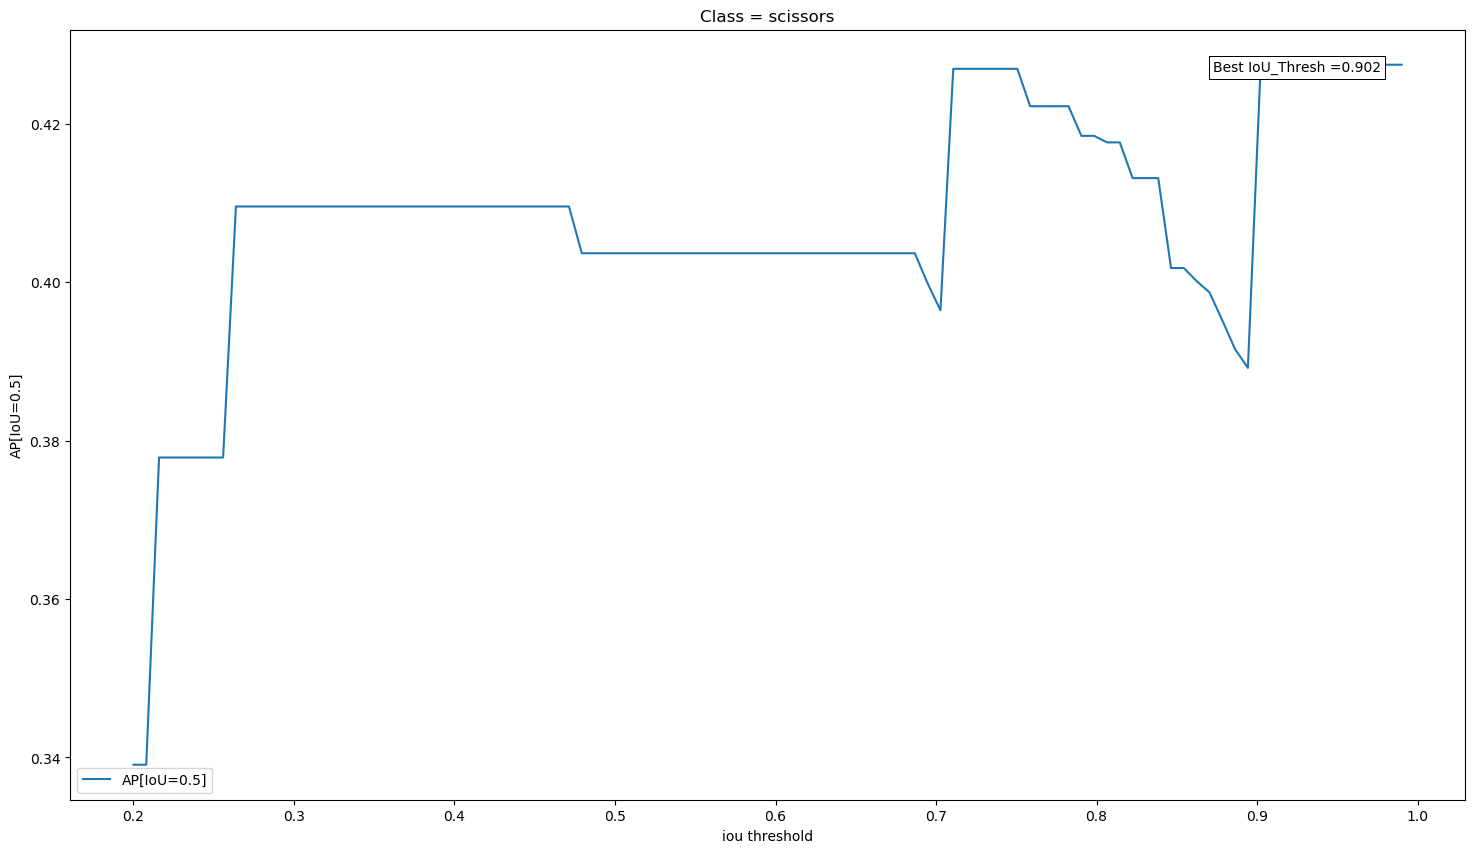 Class = scissors
Best IoU_Thresh =0.902
0.42
0.40
0.38
0.36
0.34
AP[IoU=0.5]
AP[IoU=0.5]
0.2 0.3 0.4 0.5 0.6 0.7 0.8 0.9 1.0
iou threshold